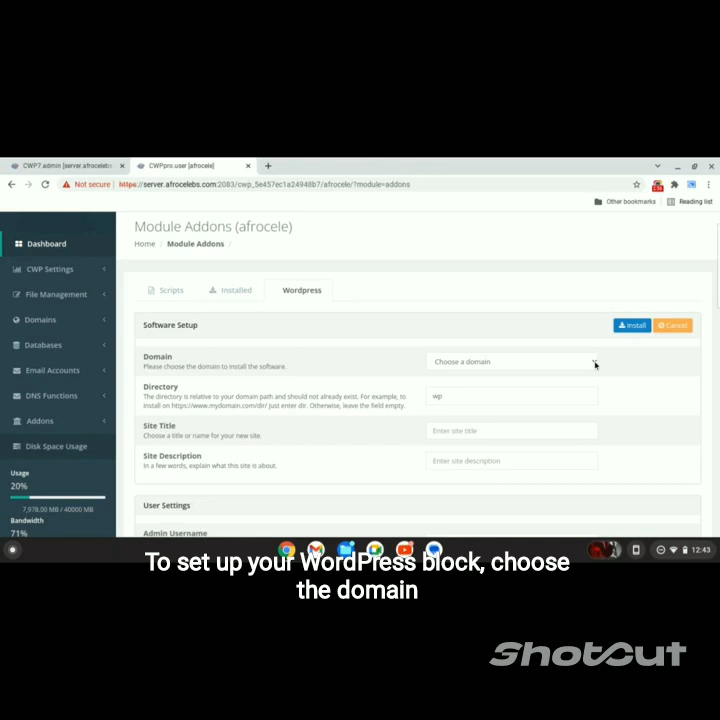 CWP7.admin [server.afrocelebs
CWPpro.user [afrocele]
Not secure https://server.afrocelebs.com:2083/cwp_5e457ec1a24948b7/afrocele/?module=addons
Other bookmarks Reading list
Module Addons (afrocele)
Home / Module Addons /
Dashboard
CWP Settings
File Management
Domains
Databases
Email Accounts
DNS Functions
Addons
Disk Space Usage
Usage
20%
7,978.00 MB / 40000 MB
Bandwidth
71%
Scripts Installed Wordpress
Software Setup Install Cancel
Domain
Please choose the domain to install the software.
Choose a domain
Directory
The directory is relative to your domain path and should not already exist. For example, to
install on https://www.mydomain.com/dir/ just enter dir. Otherwise, leave the field empty.
wp
Site Title
Choose a title or name for your new site.
Enter site title
Site Description
In a few words, explain what this site is about.
Enter site description
User Settings
Admin Username
12:43
To set up your WordPress block, choose
the domain
Shotcut